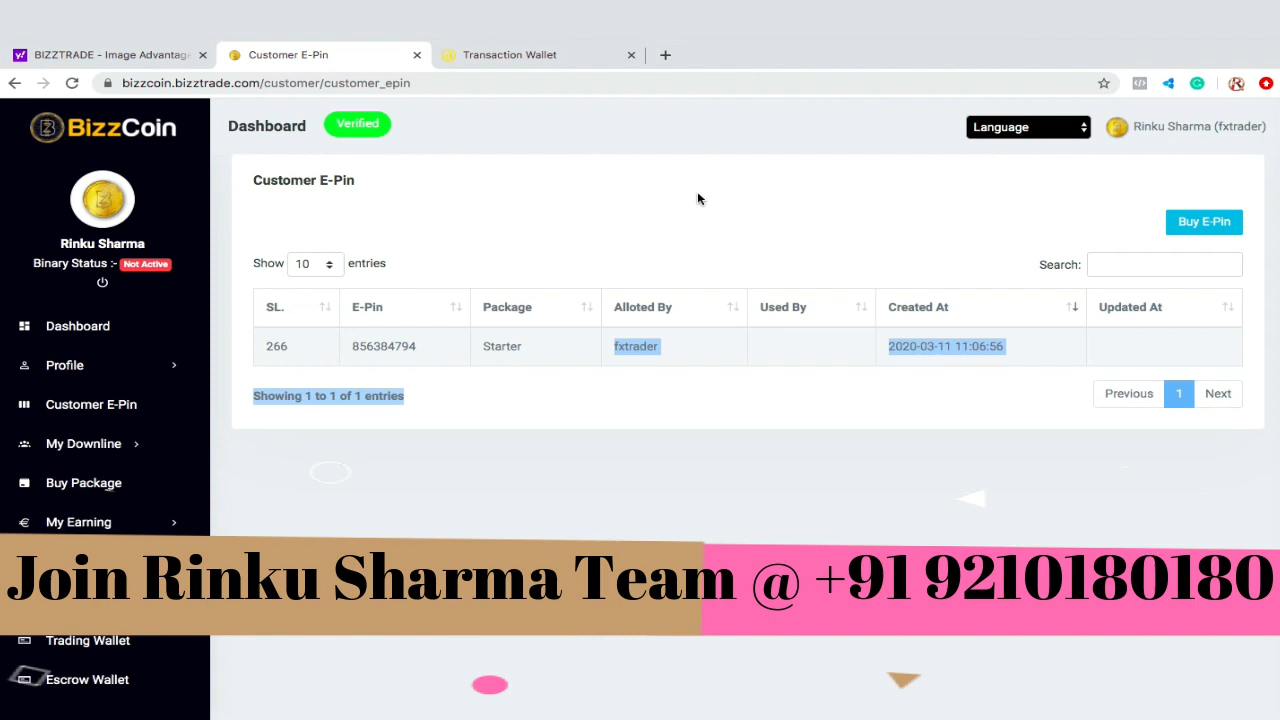 BIZZTRADE - Image Advantag
Customer E-Pin
Transaction Wallet
bizzcoin.bizztrade.com/customer/customer_epin
BizzCoin
Dashboard
Verified
Language
Rinku Sharma (fxtrader)
Customer E-Pin
Rinku Sharma
Binary Status :- Not Active
Buy E-Pin
Show 10 entries
Search:
SL. E-Pin Package Alloted By Used By Created At Updated At
266 856384794 Starter fxtrader 2020-03-11 11:06:56
Showing 1 to 1 of 1 entries
Previous 1 Next
Dashboard
Profile
Customer E-Pin
My Downline
Buy Package
My Earning
Join Rinku Sharma Team @ +91 9210180180
Trading Wallet
Escrow Wallet